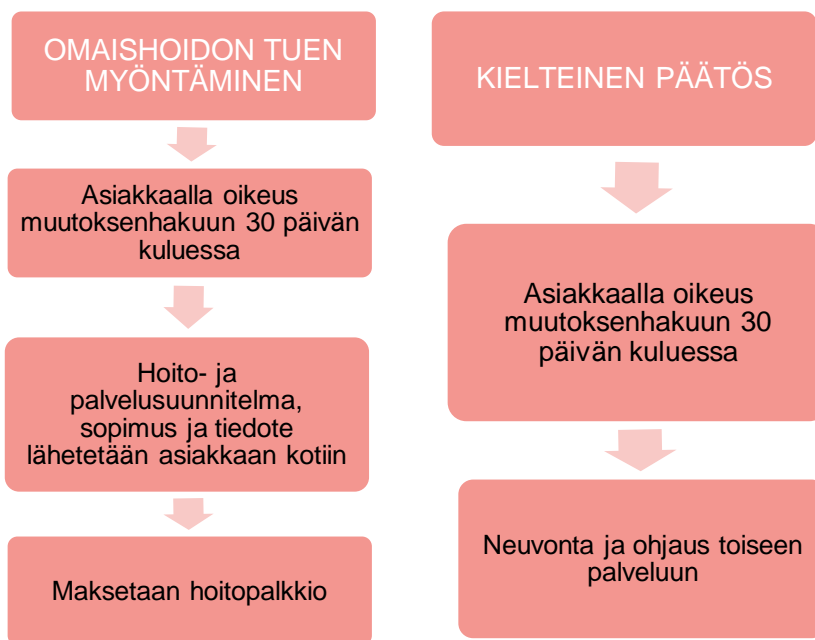 OMAISHOIDON TUEN
MYÖNTÄMINEN
Asiakkaalla oikeus
muutoksenhakuun 30 päivän
kuluessa
Hoito- ja
palvelusuunnitelma,
sopimus ja tiedote
lähetetään asiakkaan kotiin
Maksetaan hoitopalkkio
KIELTEINEN PÄÄTÖS
Asiakkaalla oikeus
muutoksenhakuun 30
päivän kuluessa
Neuvonta ja ohjaus toiseen
palveluun